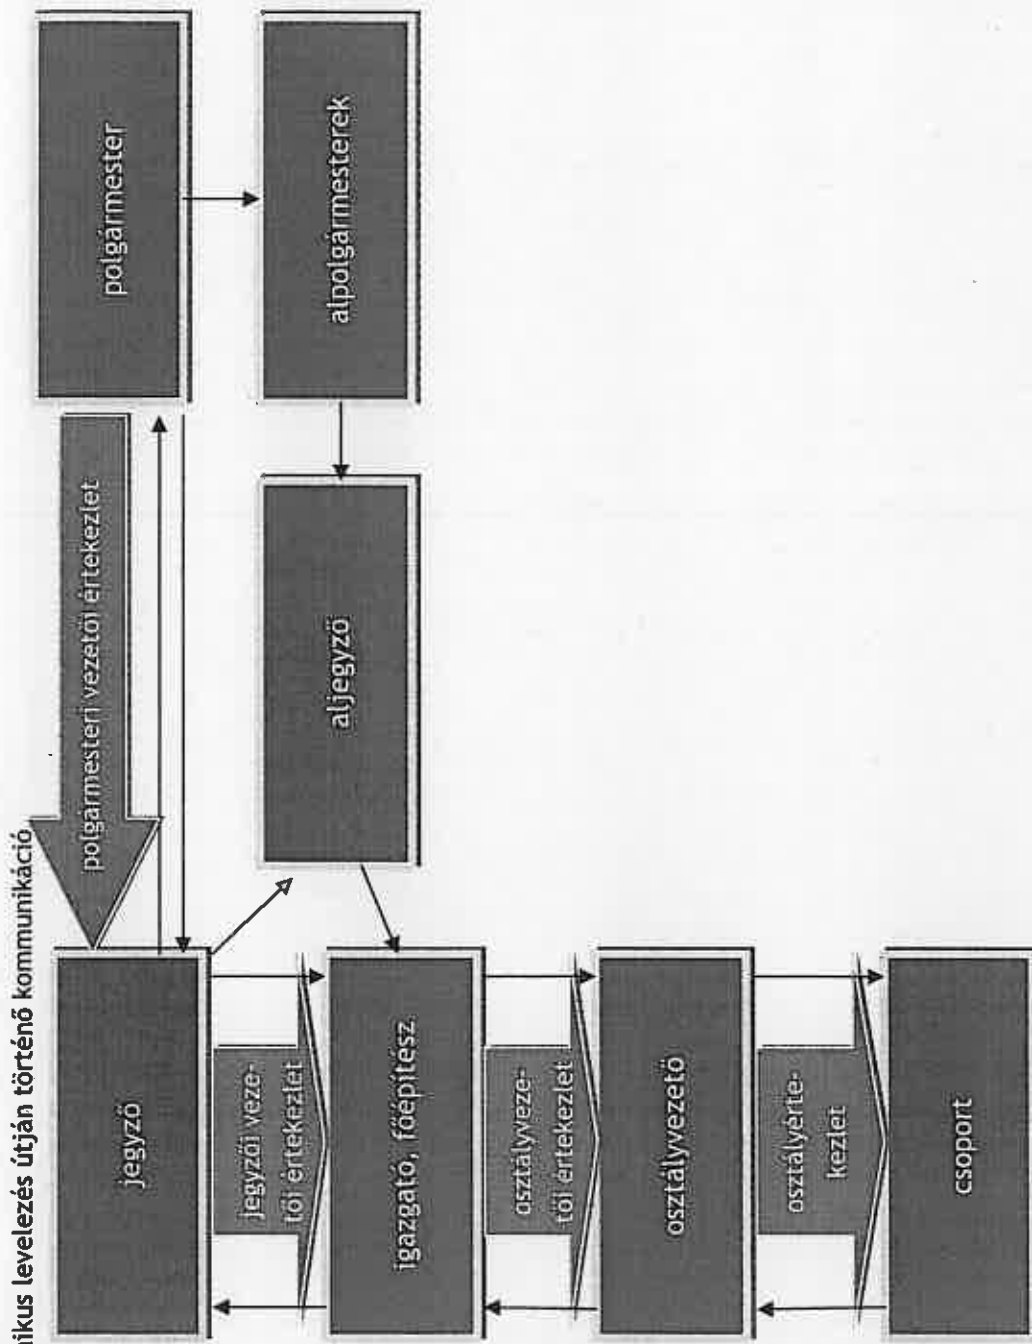 nikus levelezés útján történő kommunikáció
jegyző
polgármesteri vezetői értekezlet
polgármester
jegyzői veze-
tői értekezlet
aljegyző
alpolgármesterek
igazgató, főépítész
osztályveze-
tői értekezlet
osztályvezető
osztályérte-
kezlet
csoport